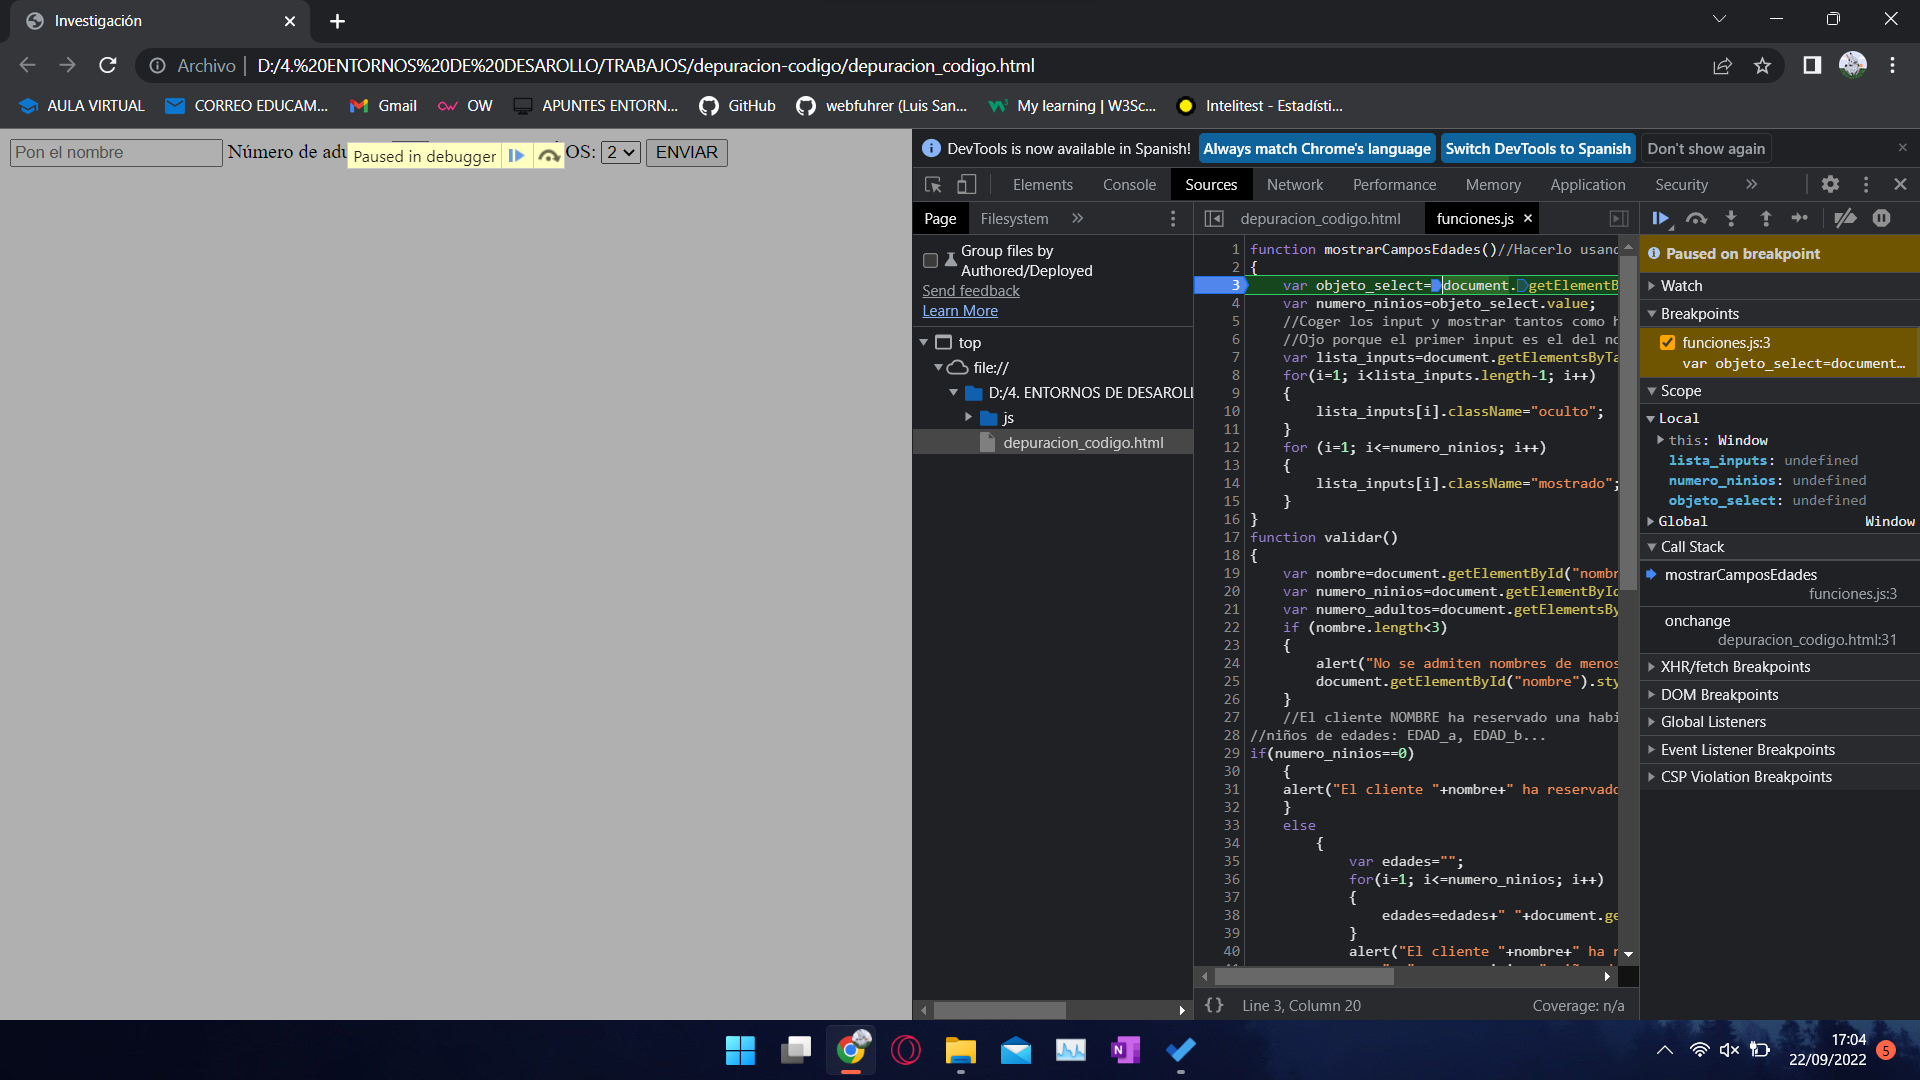 Investigación
Archivo D:/4.%20ENTORNOS%20DE%20DESAROLLO/TRABAJOS/depuracion-codigo/depuracion_codigo.html
AULA VIRTUAL CORREO EDUCAM... Gmail OW APUNTES ENTORN... GitHub webfuhrer (Luis San... My learning | W3Sc... Intelitest - Estadísti...
Pon el nombre Número de adu Paused in debugger OS: 2 ENVIAR
DevTools is now available in Spanish! Always match Chrome's language Switch DevTools to Spanish Don't show again
Elements Console Sources Network Performance Memory Application Security
Page Filesystem
Group files by
Authored/Deployed
Send feedback
Learn More
top
file://
D:/4. ENTORNOS DE DESAROLL
js
depuracion_codigo.html
depuracion_codigo.html funciones.js
1 function mostrarCamposEdades()//Hacerlo usand
2 {
3 var objeto_select=document.getElementB
4 var numero_ninios=objeto_select.value;
5 //Coger los input y mostrar tantos como h
6 //Ojo porque el primer input es el del no
7 var lista_inputs=document.getElementsByTa
8 for(i=1; i<lista_inputs.length-1; i++)
9 {
10 lista_inputs[i].className="oculto";
11 }
12 for (i=1; i<=numero_ninios; i++)
13 {
14 lista_inputs[i].className="mostrado";
15 }
16 }
17 function validar()
18 {
19 var nombre=document.getElementById("nombr
20 var numero_ninios=document.getElementById
21 var numero_adultos=document.getElementsBy
22 if (nombre.length<3)
23 {
24 alert("No se admiten nombres de menos
25 document.getElementById("nombre").sty
26 }
27 //El cliente NOMBRE ha reservado una habi
28 //niños de edades: EDAD_a, EDAD_b...
29 if(numero_ninios==0)
30 {
31 alert("El cliente "+nombre+" ha reservado
32 }
33 else
34 {
35 var edades="";
36 for(i=1; i<=numero_ninios; i++)
37 {
38 edades=edades+" "+document.ge
39 }
40 alert("El cliente "+nombre+" ha r
{} Line 3, Column 20 Coverage: n/a
Paused on breakpoint
Watch
Breakpoints
funciones.js:3
var objeto_select=document...
Scope
Local
this: Window
lista_inputs: undefined
numero_ninios: undefined
objeto_select: undefined
Global Window
Call Stack
mostrarCamposEdades
funciones.js:3
onchange
depuracion_codigo.html:31
XHR/fetch Breakpoints
DOM Breakpoints
Global Listeners
Event Listener Breakpoints
CSP Violation Breakpoints
17:04
22/09/2022
5